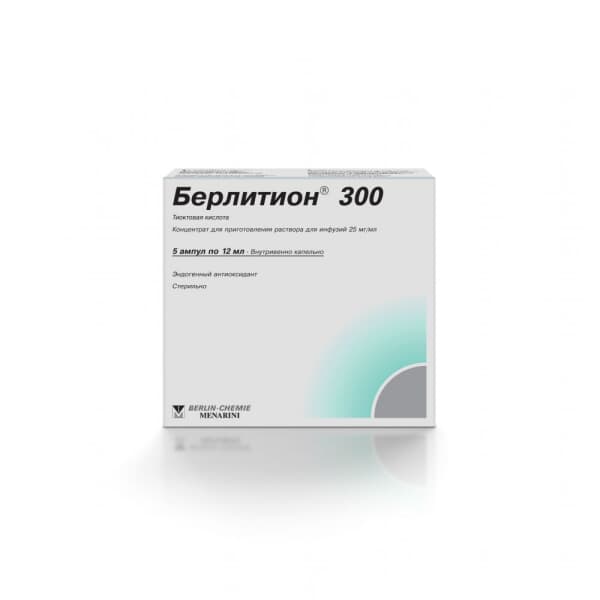 Берлитион® 300
Тиоктовая кислота
Концентрат для приготовления раствора для инфузий 25 мг/мл
5 ампул по 12 мл - Внутривенно капельно
Эндогенный антиоксидант
Стерильно
BERLIN-CHEMIE
MENARINI